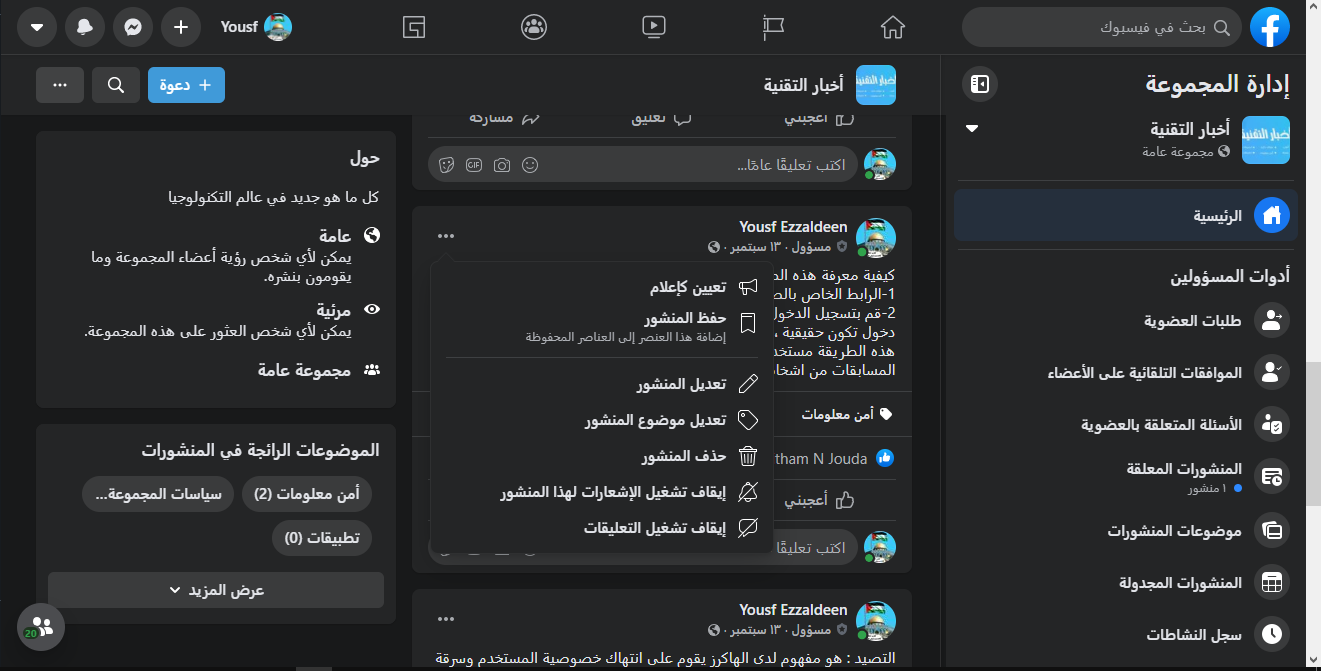 بحث في فيسبوك
Yousf
إدارة المجموعة
أخبار التقنية
مجموعة عامة
الرئيسية
أدوات المسؤولين
طلبات العضوية
الموافقات التلقائية على الأعضاء
الأسئلة المتعلقة بالعضوية
المنشورات المعلقة
١ منشور
موضوعات المنشورات
المنشورات المجدولة
سجل النشاطات
أخبار التقنية
أخبار التقنية
+ دعوة
أعجبني
تعليق
مشاركة
اكتب تعليقًا عامًا...
GIF
Yousf Ezzaldeen
مسؤول · ١٣ سبتمبر ·
كيفية معرفة هذه
1-الرابط الخاص
2-قم بتسجيل الدخول
دخول تكون حقيقية ،
هذه الطريقة
المسابقات من
تعيين كإعلام
حفظ المنشور
إضافة هذا العنصر إلى العناصر المحفوظة
تعديل المنشور
تعديل موضوع المنشور
حذف المنشور
إيقاف تشغيل الإشعارات لهذا المنشور
إيقاف تشغيل التعليقات
أمن معلومات
tham N Jouda
أعجبني
اكتب تعليقًا
Yousf Ezzaldeen
مسؤول · ١٣ سبتمبر ·
التصيد : هو مفهوم لدى الهاكرز يقوم على انتهاك خصوصية المستخدم وسرقة
حول
كل ما هو جديد في عالم التكنولوجيا
عامة
يمكن لأي شخص رؤية أعضاء المجموعة وما
يقومون بنشره.
مرئية
يمكن لأي شخص العثور على هذه المجموعة.
مجموعة عامة
الموضوعات الرائجة في المنشورات
أمن معلومات (2)
سياسات المجموعة...
تطبيقات (0)
عرض المزيد
20